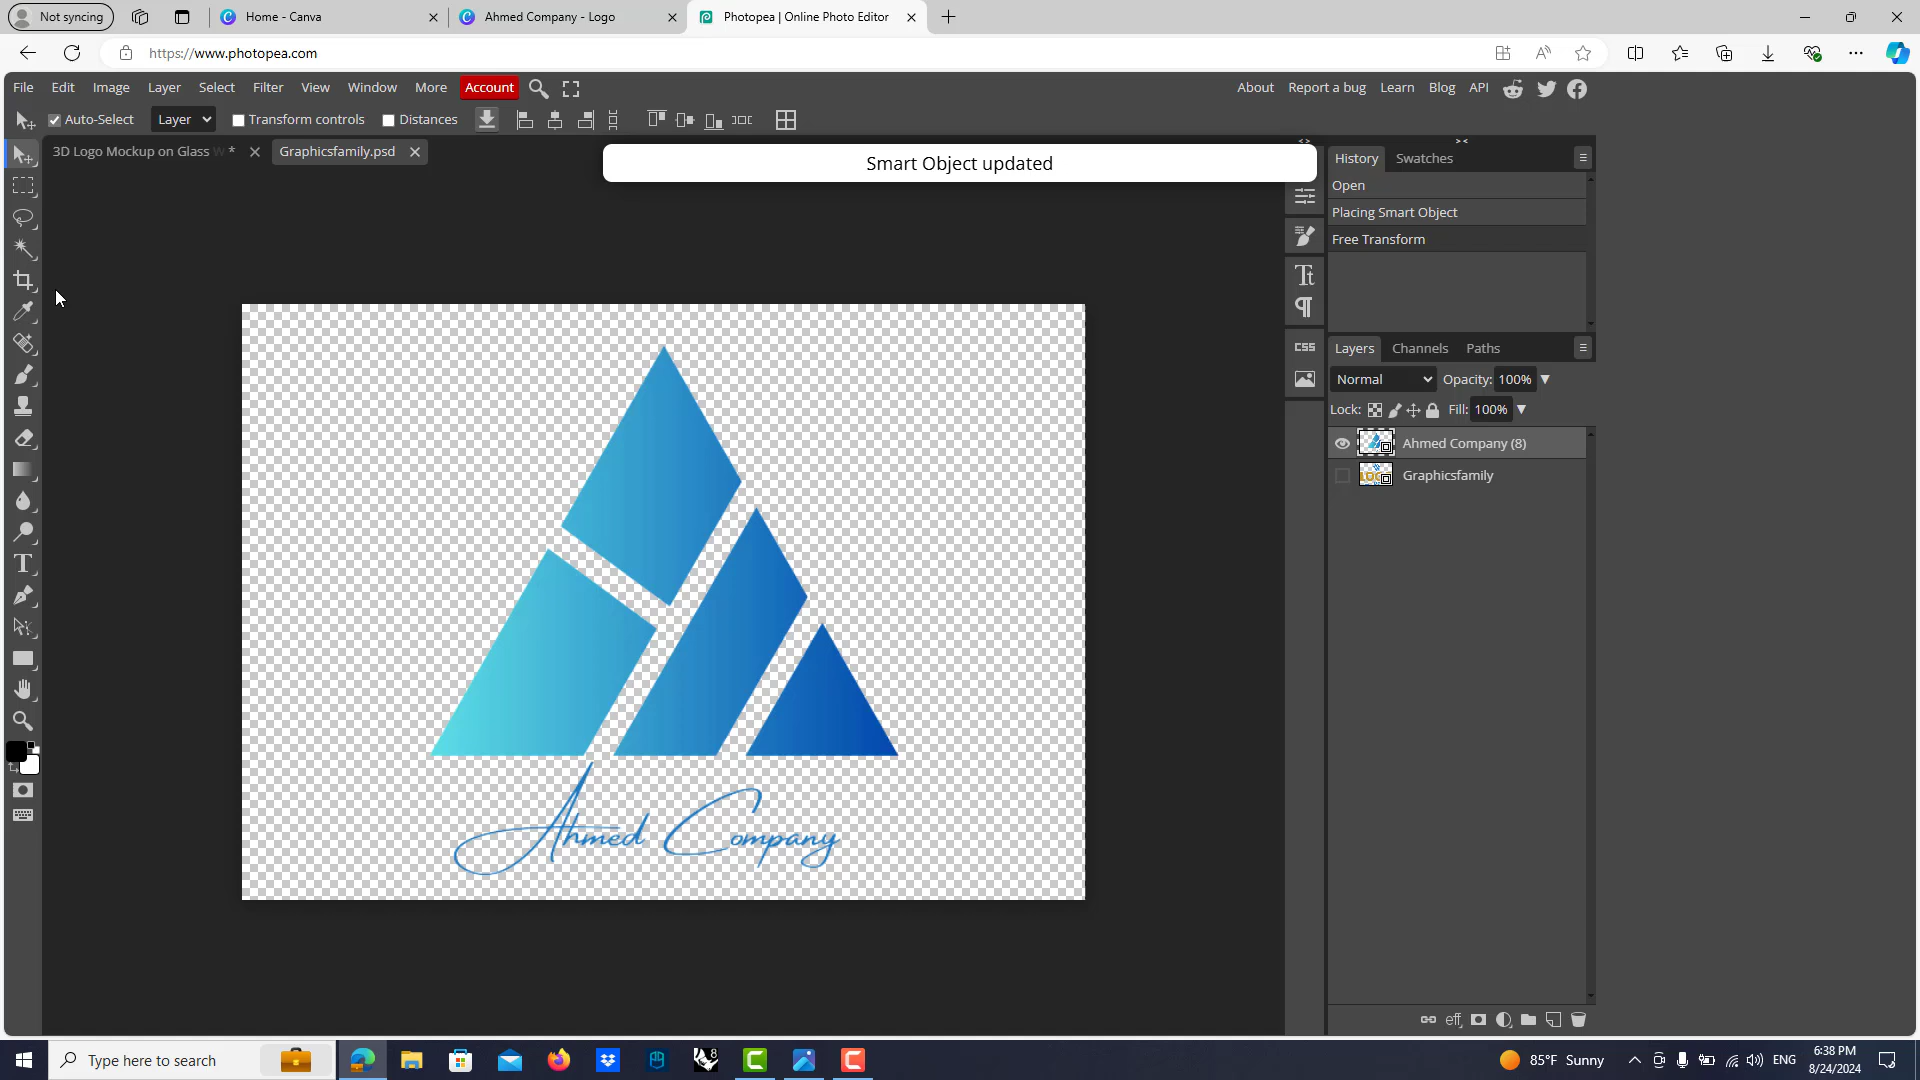 Not syncing
Home - Canva
Ahmed Company - Logo
Photopea | Online Photo Editor
https://www.photopea.com
File Edit Image Layer Select Filter View Window More Account
About Report a bug Learn Blog API
Auto-Select Layer Transform controls Distances
3D Logo Mockup on Glass *
Graphicsfamily.psd
Smart Object updated
History Swatches
Open
Placing Smart Object
Free Transform
CSS
Layers Channels Paths
Normal Opacity: 100%
Lock: Fill: 100%
Ahmed Company (8)
Graphicsfamily
Ahmed Company
eff
Type here to search
85°F Sunny
ENG
6:38 PM
8/24/2024